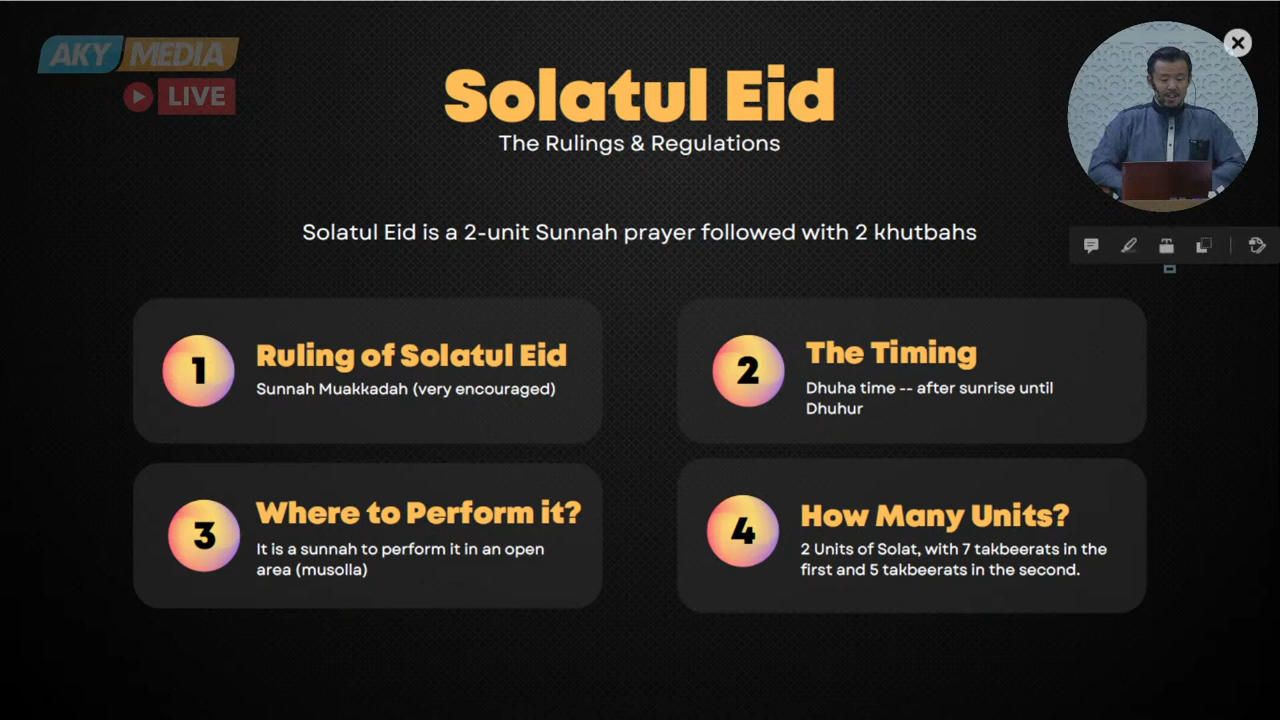 AKY MEDIA
LIVE
Solatul Eid
The Rulings & Regulations
Solatul Eid is a 2-unit Sunnah prayer followed with 2 khutbahs
1
Ruling of Solatul Eid
Sunnah Muakkadah (very encouraged)
2
The Timing
Dhuha time -- after sunrise until
Dhuhur
3
Where to Perform it?
It is a sunnah to perform it in an open
area (musolla)
4
How Many Units?
2 Units of Solat, with 7 takbeerats in the
first and 5 takbeerats in the second.